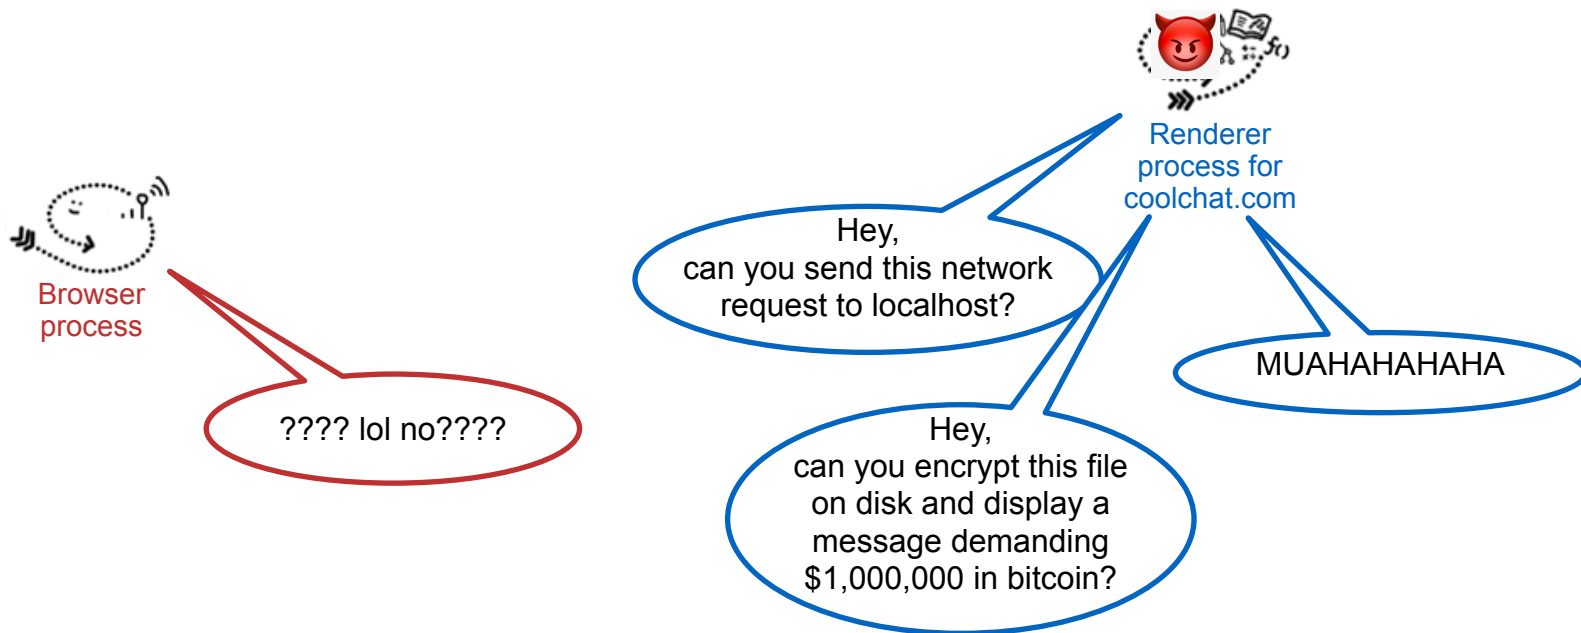 Renderer
process for
coolchat.com
Hey,
can you send this network
request to localhost?
Browser
process
MUAHAHAHAHA
???? lol no????
Hey,
can you encrypt this file
on disk and display a
message demanding
$1,000,000 in bitcoin?
f()